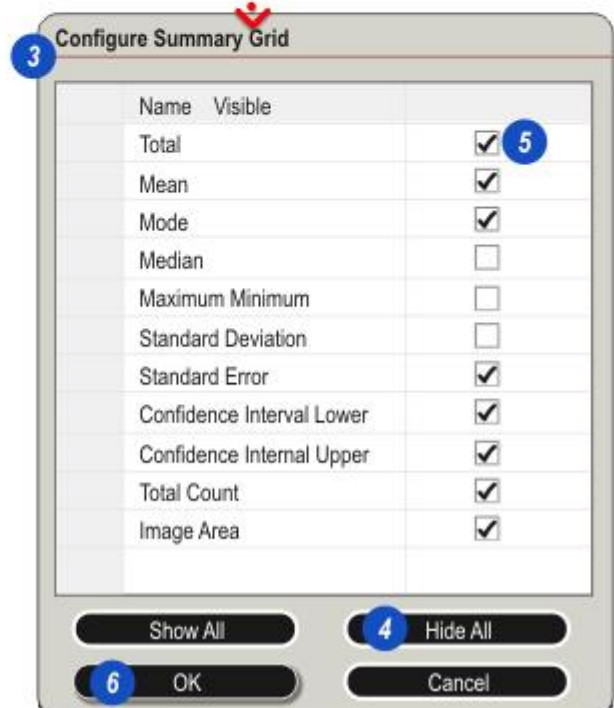 3
Configure Summary Grid
Name Visible
Total
5
Mean
Mode
Median
Maximum Minimum
Standard Deviation
Standard Error
Confidence Interval Lower
Confidence Internal Upper
Total Count
Image Area
Show All
4 Hide All
6 OK
Cancel